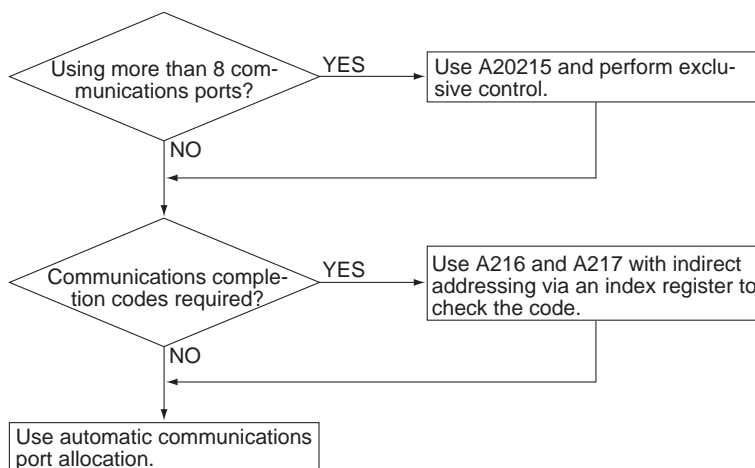 Using more than 8 com-
munications ports?
YES
Use A20215 and perform exclu-
sive control.
NO
Communications comple-
tion codes required?
YES
Use A216 and A217 with indirect
addressing via an index register to
check the code.
NO
Use automatic communications
port allocation.